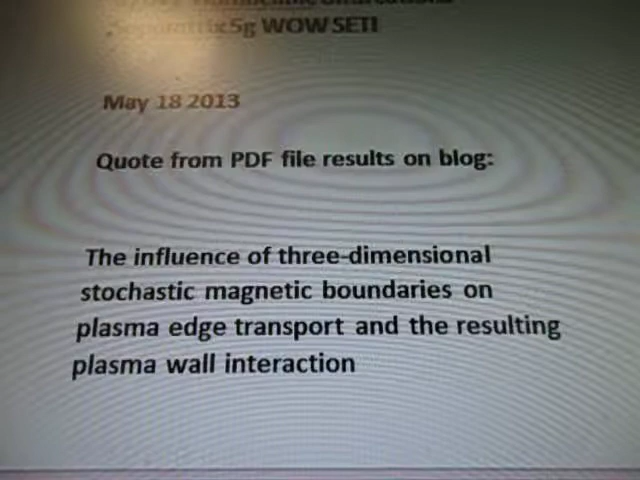 5g WOW SETI
May 18 2013
Quote from PDF file results on blog:
The influence of three-dimensional
stochastic magnetic boundaries on
plasma edge transport and the resulting
plasma wall interaction